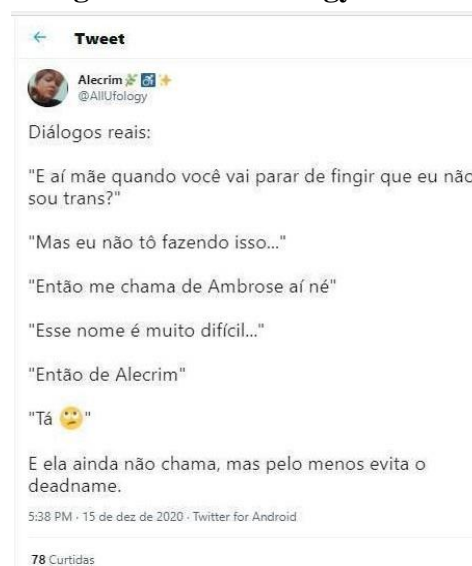 ← Tweet
Alecrim 🌿♿✨
@AllUfology
Diálogos reais:
"E aí mãe quando você vai parar de fingir que eu não
sou trans?"
"Mas eu não tô fazendo isso..."
"Então me chama de Ambrose aí né"
"Esse nome é muito difícil..."
"Então de Alecrim"
"Tá 🙄"
E ela ainda não chama, mas pelo menos evita o
deadname.
5:38 PM · 15 de dez de 2020 · Twitter for Android
78 Curtidas